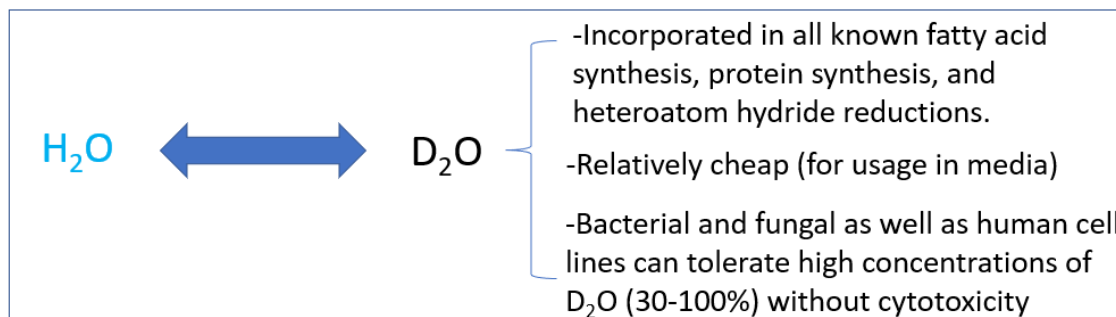 H₂O
D₂O
-Incorporated in all known fatty acid
synthesis, protein synthesis, and
heteroatom hydride reductions.
-Relatively cheap (for usage in media)
-Bacterial and fungal as well as human cell
lines can tolerate high concentrations of
D₂O (30-100%) without cytotoxicity